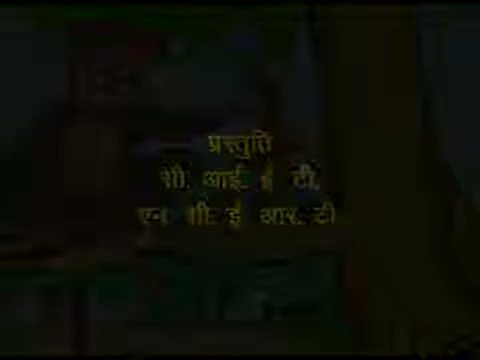 प्रस्तुति
सी. आई. ई. टी.
एन. सी. ई. आर. टी.